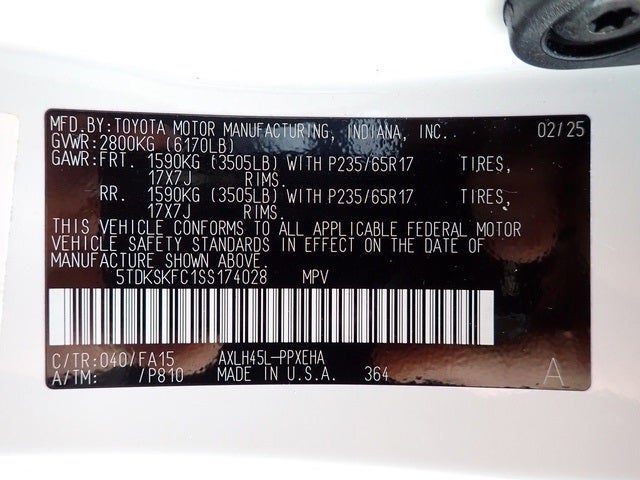 MFD.BY:TOYOTA MOTOR MANUFACTURING, INDIANA, INC. 02/25
GVWR:2800KG (6170LB)
GAWR:FRT. 1590KG (3505LB) WITH P235/65R17 TIRES,
17X7J RIMS.
RR. 1590KG (3505LB) WITH P235/65R17 TIRES,
17X7J RIMS.
THIS VEHICLE CONFORMS TO ALL APPLICABLE FEDERAL MOTOR
VEHICLE SAFETY STANDARDS IN EFFECT ON THE DATE OF
MANUFACTURE SHOWN ABOVE.
5TDKSKFC1SS174028 MPV
C/TR:040/FA15 AXLH45L-PPXEHA
A/TM: /P810 MADE IN U.S.A. 364 A